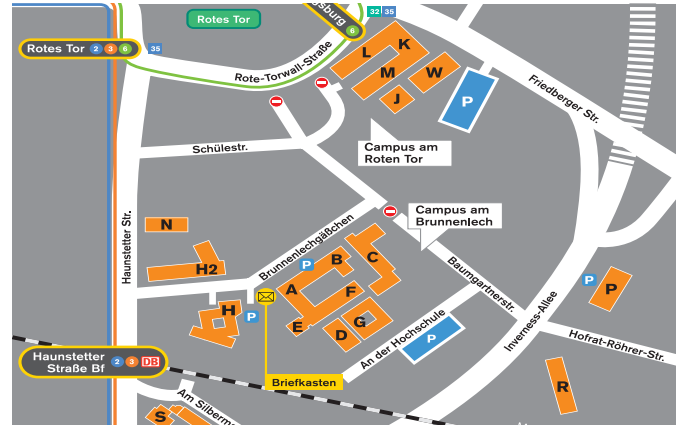 Rotes Tor
sburg
6
32 35
Rotes Tor 2 3 6 35
K
L
M
W
J
P
Rote-Torwall-Straße
Friedberger Str.
Schülestr.
Campus am
Roten Tor
Campus am
Brunnenlech
Haunstetter Str.
N
H2
Brunnenlechgäßchen
P
B
C
A
F
E
D
G
H
P
Baumgartnerstr.
P
P
Inverness-Allee
An der Hochschule
P
Hofrat-Röhrer-Str.
Haunstetter
Straße Bf 2 3 DB
Briefkasten
R
S
Am Silberm